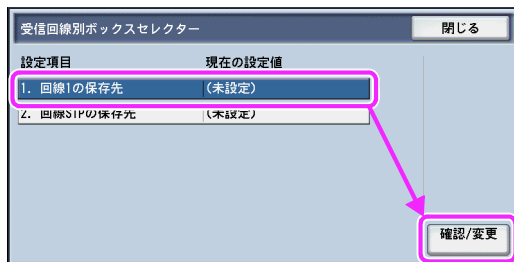 受信回線別ボックスセレクター 閉じる
設定項目 現在の設定値
1. 回線1の保存先 (未設定)
2. 回線SIPの保存先 (未設定)
確認/変更